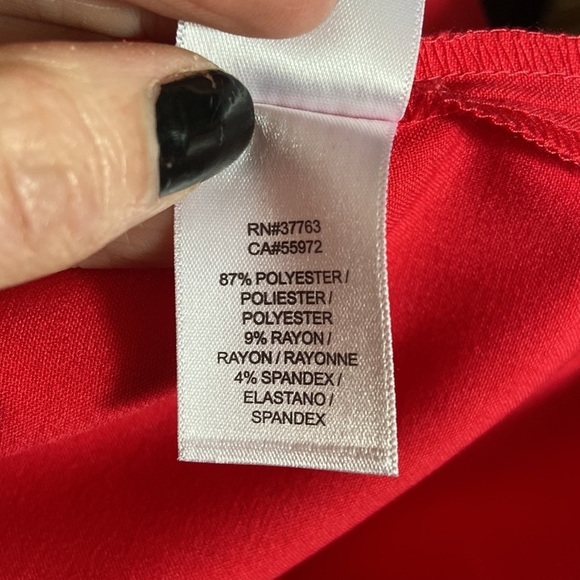 RN#37763
CA#55972
87% POLYESTER /
POLIESTER /
POLYESTER
9% RAYON /
RAYON / RAYONNE
4% SPANDEX /
ELASTANO /
SPANDEX